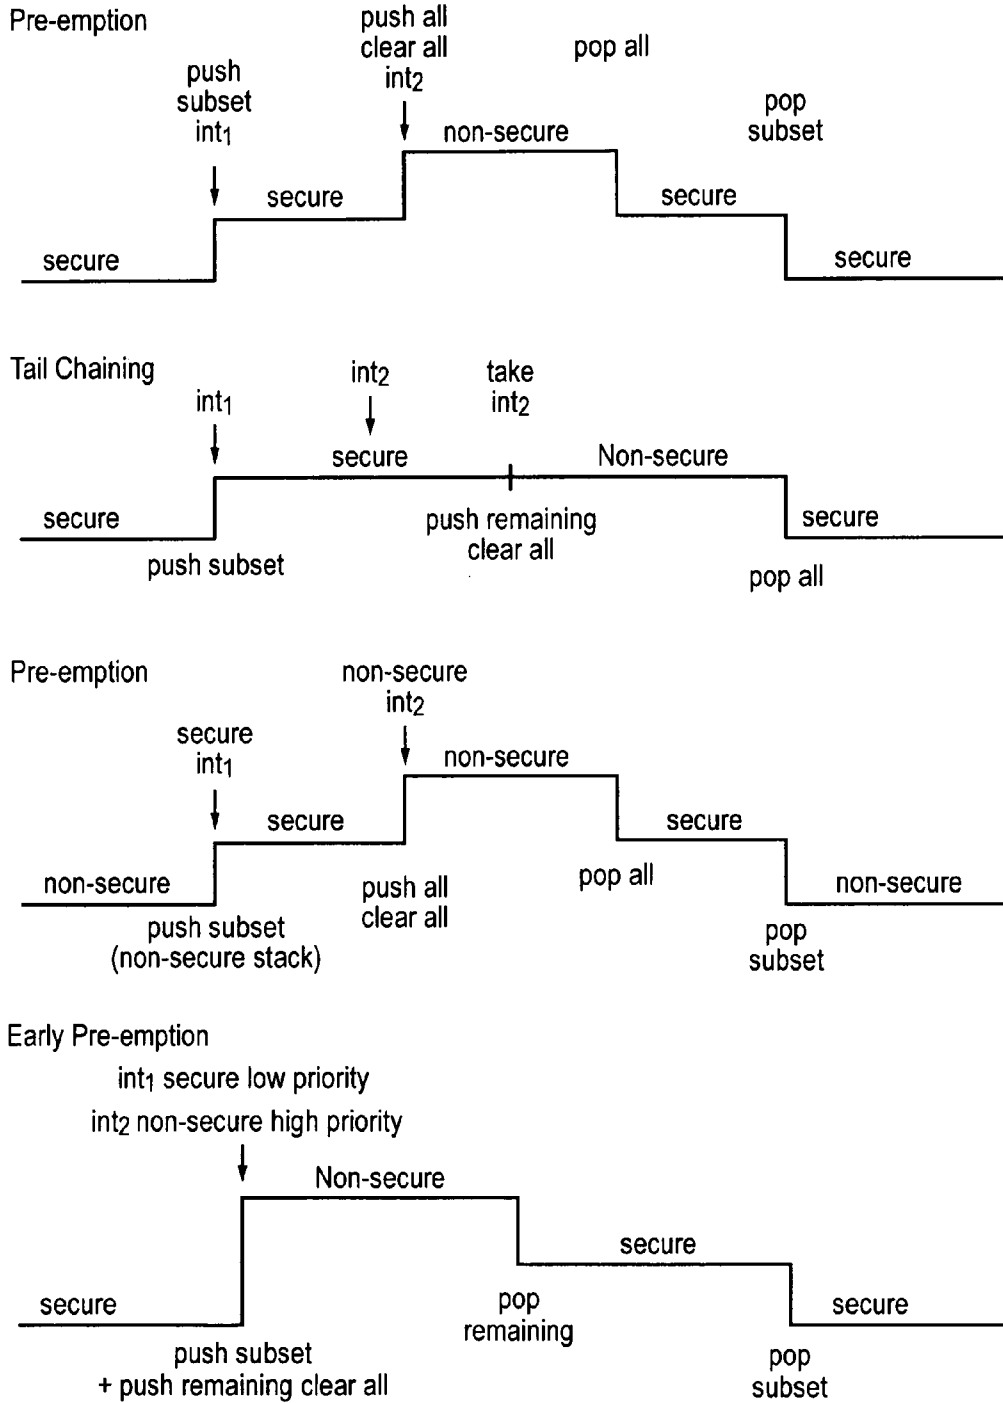 Pre-emption
push all
clear all
int2
pop all
push
subset
int1
pop
subset
non-secure
secure
secure
secure
secure
Tail Chaining
int2
take
int2
int1
secure
Non-secure
secure
push remaining
clear all
secure
push subset
pop all
Pre-emption
non-secure
int2
secure
int1
non-secure
secure
secure
non-secure
push all
clear all
pop all
non-secure
push subset
(non-secure stack)
pop
subset
Early Pre-emption
int1 secure low priority
int2 non-secure high priority
Non-secure
secure
secure
pop
remaining
secure
push subset
+ push remaining clear all
pop
subset